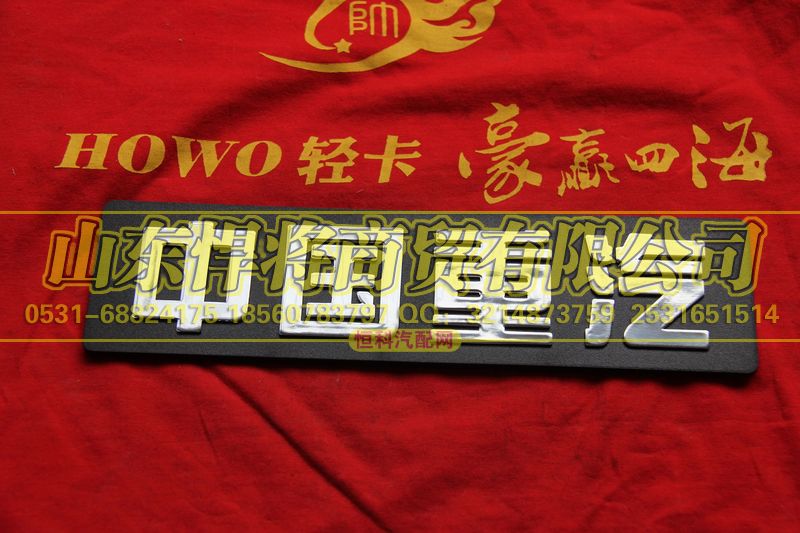 帅
HOWO 轻卡 豪赢四海
中国重汽
山东悍将商贸有限公司
0531-68824175 18560783797 QQ：3214873759 2531651514
恒科汽配网